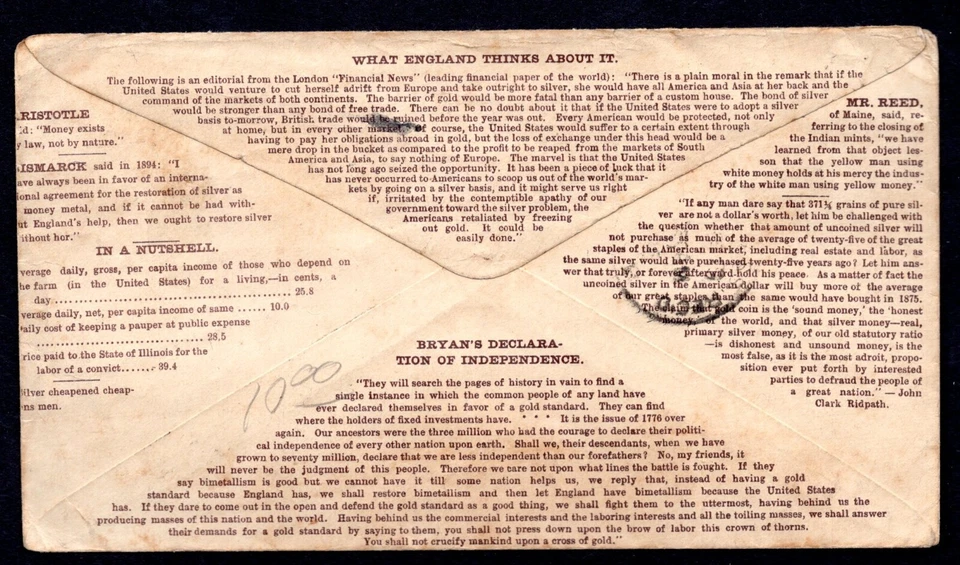 WHAT ENGLAND THINKS ABOUT IT.
The following is an editorial from the London "Financial News" (leading financial paper of the world): "There is a plain moral in the remark that if the
United States would venture to cut herself adrift from Europe and take outright to silver, she would have all America and Asia at her back and the
command of the markets of both continents. The barrier of gold would be more fatal than any barrier of a custom house. The bond of silver
would be stronger than any bond of free trade. There can be no doubt about it that if the United States were to adopt a silver
basis to-morrow, British trade would be ruined before the year was out. Every American would be protected, not only
at home, but in every other market. Of course, the United States would suffer to a certain extent through
having to pay her obligations abroad in gold, but the loss of exchange under this head would be a
mere drop in the bucket as compared to the profit to be reaped from the markets of South
America and Asia, to say nothing of Europe. The marvel is that the United States
has not long ago seized the opportunity. It has been a piece of luck that it
has never occurred to Americans to scoop us out of the world's mar-
kets by going on a silver basis, and it might serve us right
if, irritated by the contemptible apathy of our
government toward the silver problem, the
Americans retaliated by freezing
out gold. It could be
easily done."
RISTOTLE
d: "Money exists
y law, not by nature."
ISMARCK said in 1894: "I
ave always been in favor of an interna-
ional agreement for the restoration of silver as
money metal, and if it cannot be had with-
ut England's help, then we ought to restore silver
ithout her."
IN A NUTSHELL.
verage daily, gross, per capita income of those who depend on
he farm (in the United States) for a living,—in cents, a
day.......... 25.8
verage daily, net, per capita income of same ...... 10.0
aily cost of keeping a pauper at public expense
.......... 28.5
rice paid to the State of Illinois for the
labor of a convict....... 39.4
ilver cheapened cheap-
ns men.
MR. REED,
of Maine, said, re-
ferring to the closing of
the Indian mints, "we have
learned from that object les-
son that the yellow man using
white money holds at his mercy the indus-
try of the white man using yellow money."
"If any man dare say that 371¼ grains of pure sil-
ver are not a dollar's worth, let him be challenged with
the question whether that amount of uncoined silver will
not purchase as much of the average of twenty-five of the great
staples of the American market, including real estate and labor, as
the same silver would have purchased twenty-five years ago? Let him ans-
wer that truly, or forever afterward hold his peace. As a matter of fact the
uncoined silver in the American dollar will buy more of the average
of our great staples than the same would have bought in 1875.
The claim that gold coin is the 'sound money,' the 'honest
money,' of the world, and that silver money—real,
primary silver money, of our old statutory ratio
—is dishonest and unsound money, is the
most false, as it is the most adroit, propo-
sition ever put forth by interested
parties to defraud the people of
a great nation." — John
Clark Ridpath.
10.00
BRYAN'S DECLARA-
TION OF INDEPENDENCE.
"They will search the pages of history in vain to find a
single instance in which the common people of any land have
ever declared themselves in favor of a gold standard. They can find
where the holders of fixed investments have. * * * It is the issue of 1776 over
again. Our ancestors were the three million who had the courage to declare their politi-
cal independence of every other nation upon earth. Shall we, their descendants, when we have
grown to seventy million, declare that we are less independent than our forefathers? No, my friends, it
will never be the judgment of this people. Therefore we care not upon what lines the battle is fought. If they
say bimetallism is good but we cannot have it till some nation helps us, we reply that, instead of having a gold
standard because England has, we shall restore bimetallism and then let England have bimetallism because the United States
has. If they dare to come out in the open and defend the gold standard as a good thing, we shall fight them to the uttermost, having behind us the
producing masses of this nation and the world. Having behind us the commercial interests and the laboring interests and all the toiling masses, we shall answer
their demands for a gold standard by saying to them, you shall not press down upon the brow of labor this crown of thorns.
You shall not crucify mankind upon a cross of gold."